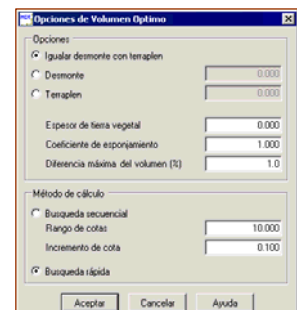 Opciones de Volumen Optimo
Opciones
Igualar desmonte con terraplen
Desmonte 0.000
Terraplen 0.000
Espesor de tierra vegetal 0.000
Coeficiente de esponjamiento 1.000
Diferencia máxima del volumen (%) 1.0
Método de cálculo
Busqueda secuencial
Rango de cotas 10.000
Incremento de cota 0.100
Busqueda rápida
Aceptar Cancelar Ayuda